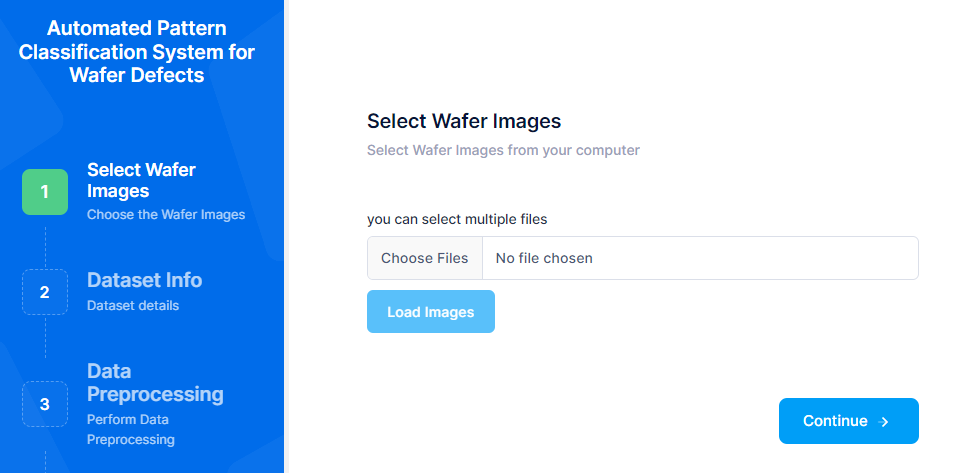 Automated Pattern
Classification System for
Wafer Defects
1
Select Wafer
Images
Choose the Wafer Images
2
Dataset Info
Dataset details
3
Data
Preprocessing
Perform Data
Preprocessing
Select Wafer Images
Select Wafer Images from your computer
you can select multiple files
Choose Files No file chosen
Load Images
Continue →